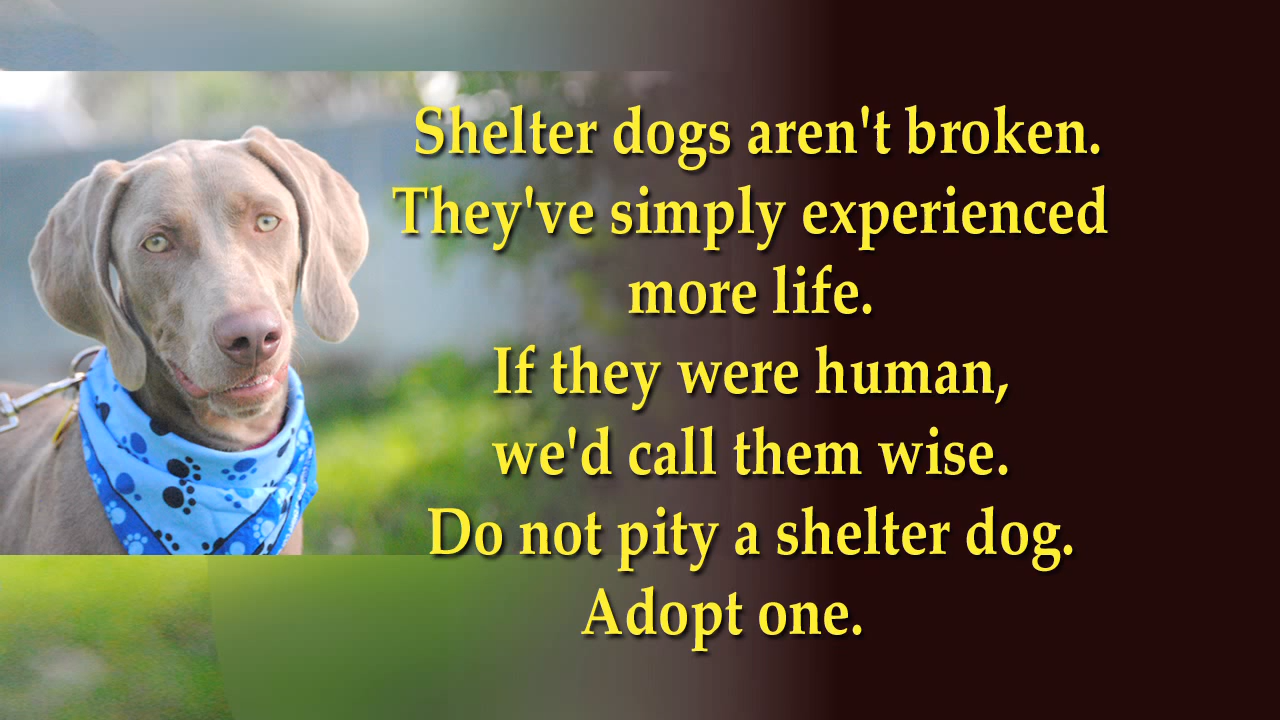 Shelter dogs aren't broken.
They've simply experienced
more life.
If they were human,
we'd call them wise.
Do not pity a shelter dog.
Adopt one.